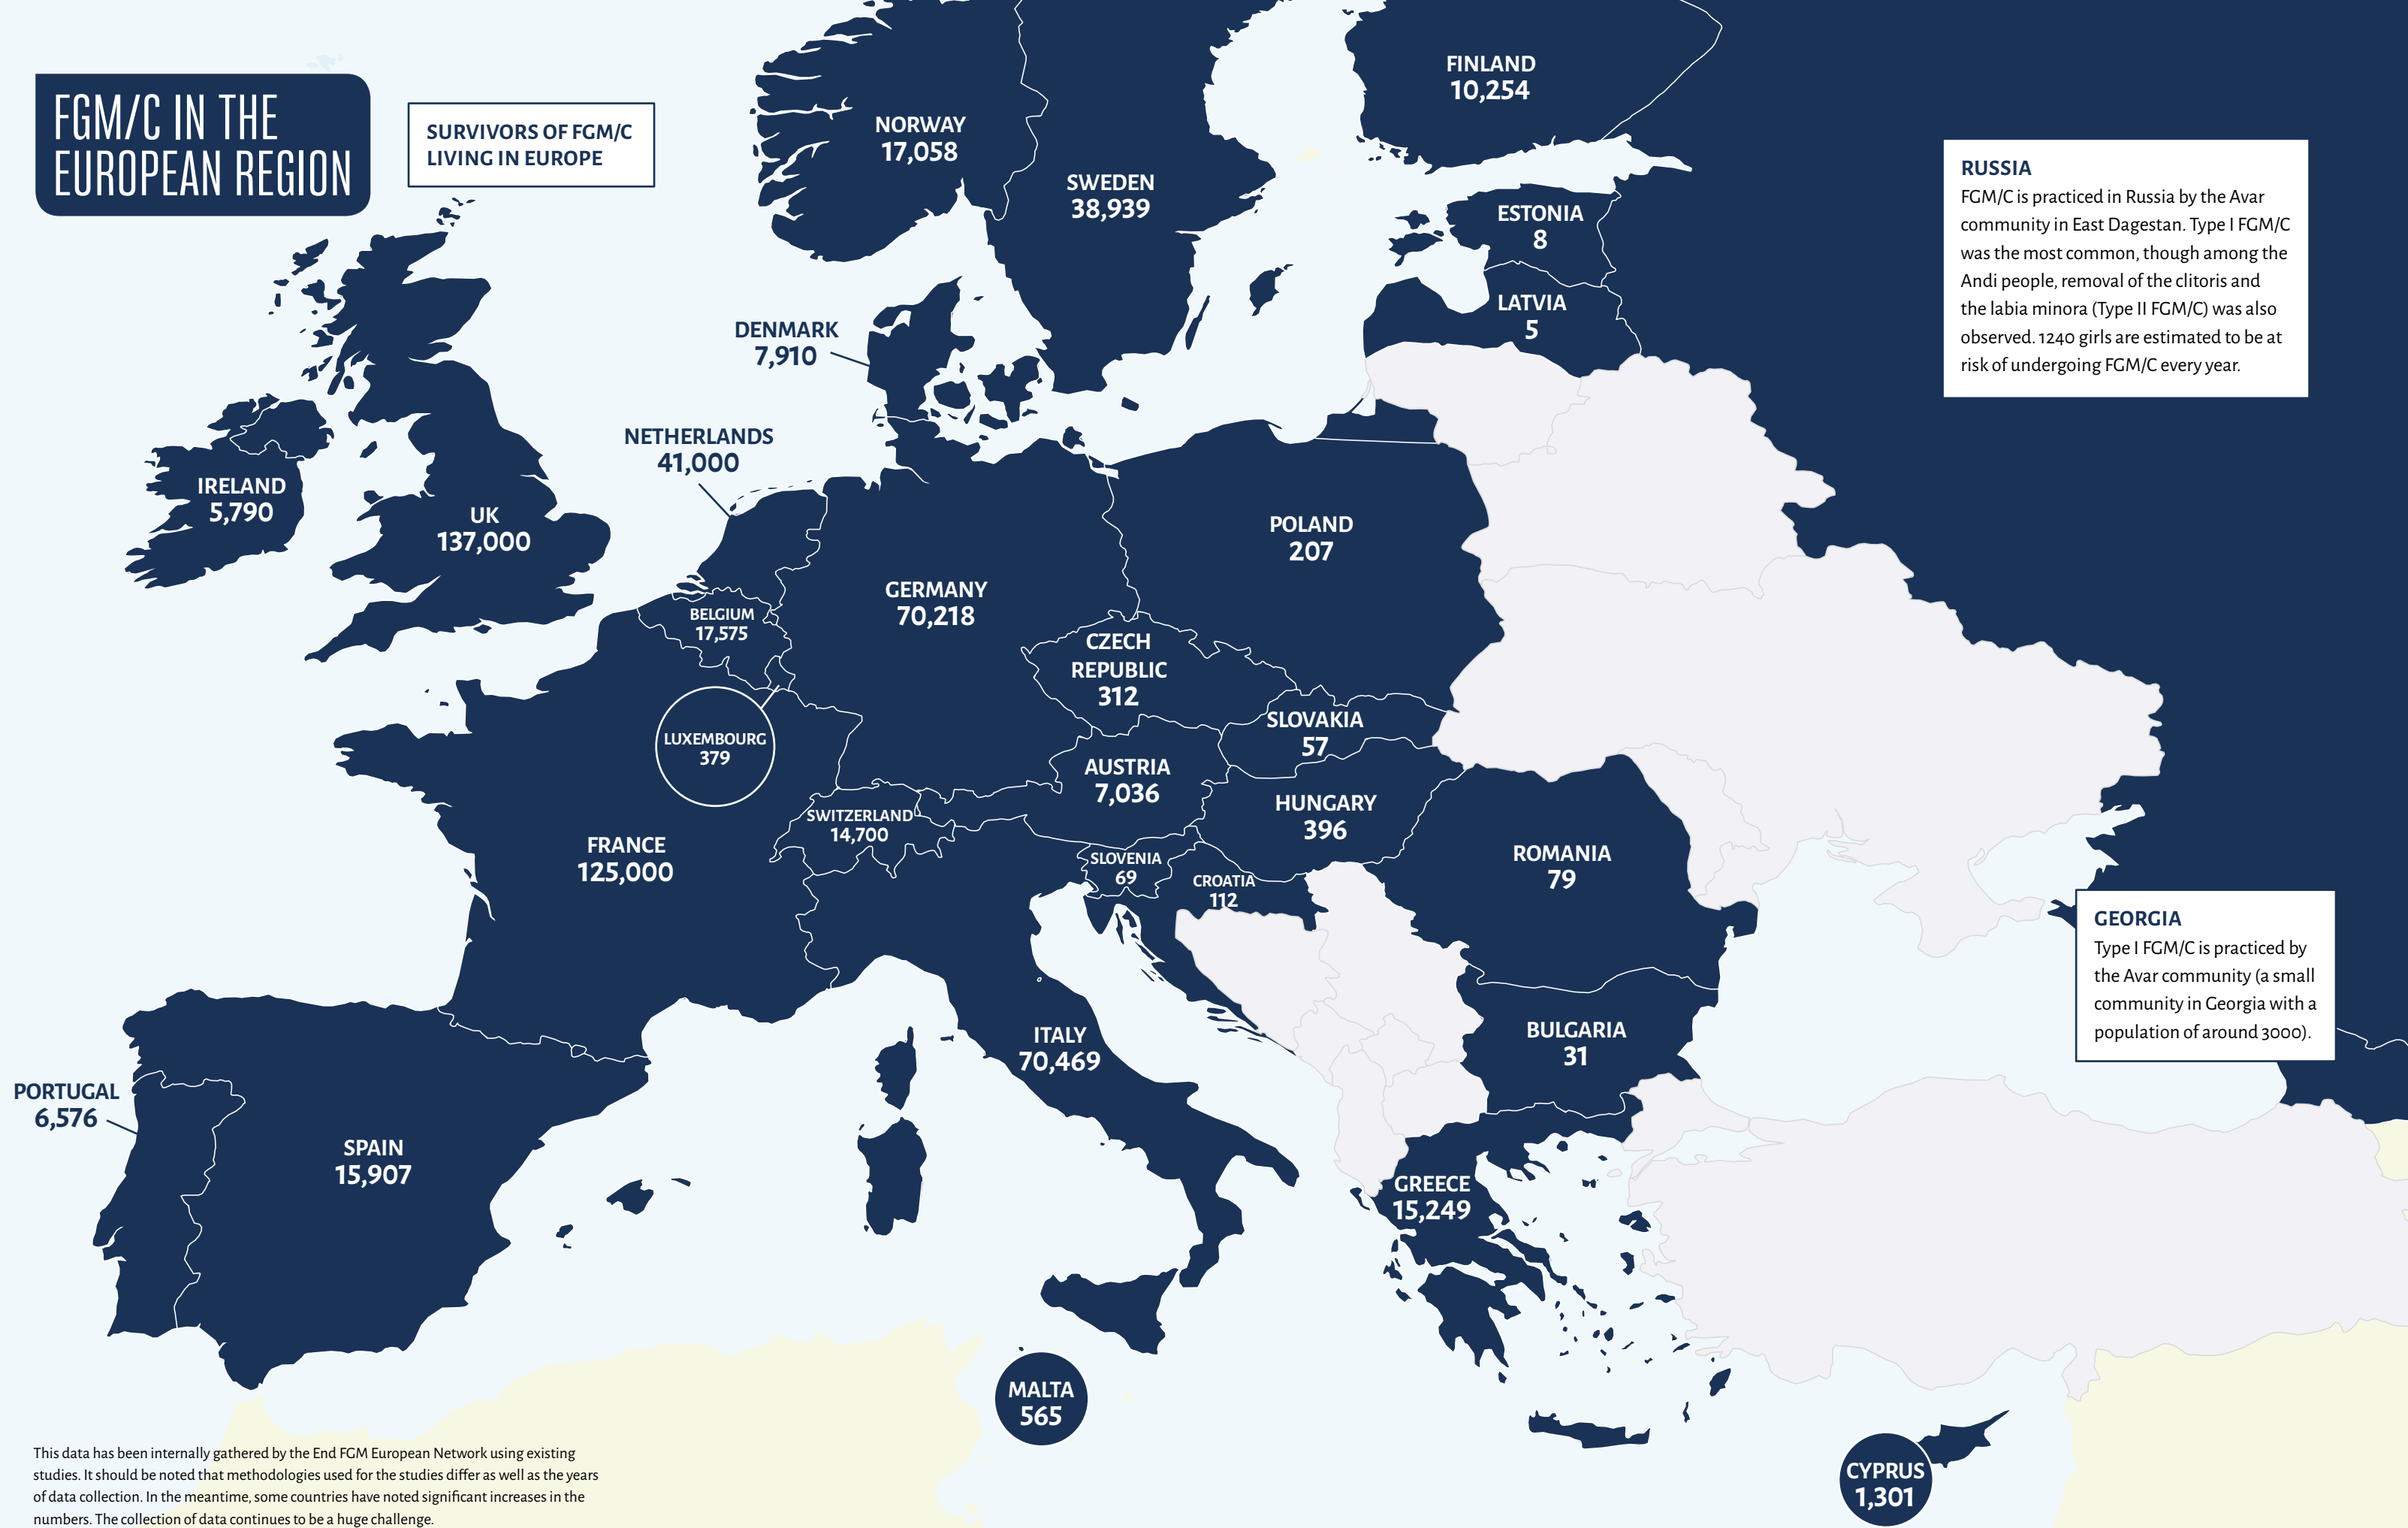 FGM/C IN THE
EUROPEAN REGION
SURVIVORS OF FGM/C
LIVING IN EUROPE
FINLAND
10,254
NORWAY
17,058
SWEDEN
38,939
RUSSIA
FGM/C is practiced in Russia by the Avar
community in East Dagestan. Type I FGM/C
was the most common, though among the
Andi people, removal of the clitoris and
the labia minora (Type II FGM/C) was also
observed. 1240 girls are estimated to be at
risk of undergoing FGM/C every year.
ESTONIA
8
LATVIA
5
DENMARK
7,910
NETHERLANDS
41,000
IRELAND
5,790
UK
137,000
POLAND
207
GERMANY
70,218
BELGIUM
17,575
CZECH
REPUBLIC
312
LUXEMBOURG
379
SLOVAKIA
57
AUSTRIA
7,036
HUNGARY
396
SWITZERLAND
14,700
FRANCE
125,000
SLOVENIA
69
CROATIA
112
ROMANIA
79
GEORGIA
Type I FGM/C is practiced by
the Avar community (a small
community in Georgia with a
population of around 3000).
ITALY
70,469
BULGARIA
31
PORTUGAL
6,576
SPAIN
15,907
GREECE
15,249
MALTA
565
CYPRUS
1,301
This data has been internally gathered by the End FGM European Network using existing
studies. It should be noted that methodologies used for the studies differ as well as the years
of data collection. In the meantime, some countries have noted significant increases in the
numbers. The collection of data continues to be a huge challenge.